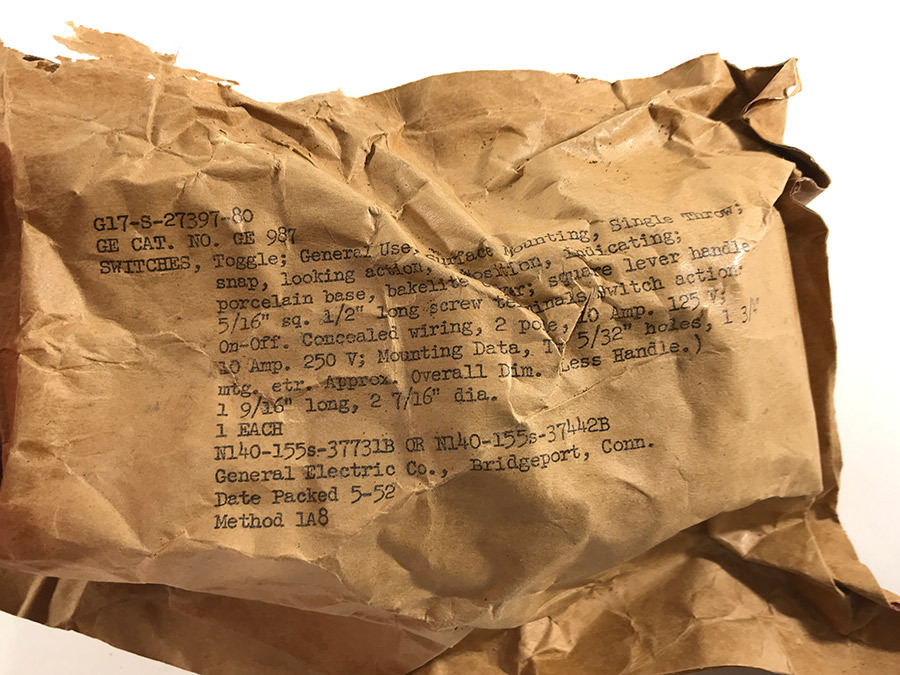 G17-S-27397-80
GE CAT. NO. GE 987
SWITCHES, Toggle; General Use, Surface Mounting, Single Throw;
snap, looking action, position, indicating;
porcelain base, bakelite square lever handle
5/16" sq. 1/2" long screw terminals switch action
On-Off. Concealed wiring, 2 pole, 10 Amp. 125 V;
10 Amp. 250 V; Mounting Data, 5/32" holes, 1 3/4"
mtg. ctr. Approx. Overall Dim. Less Handle.)
1 9/16" long, 2 7/16" dia.
1 EACH
N140-155s-37731B OR N140-155s-37442B
General Electric Co., Bridgeport, Conn.
Date Packed 5-52
Method 1A8